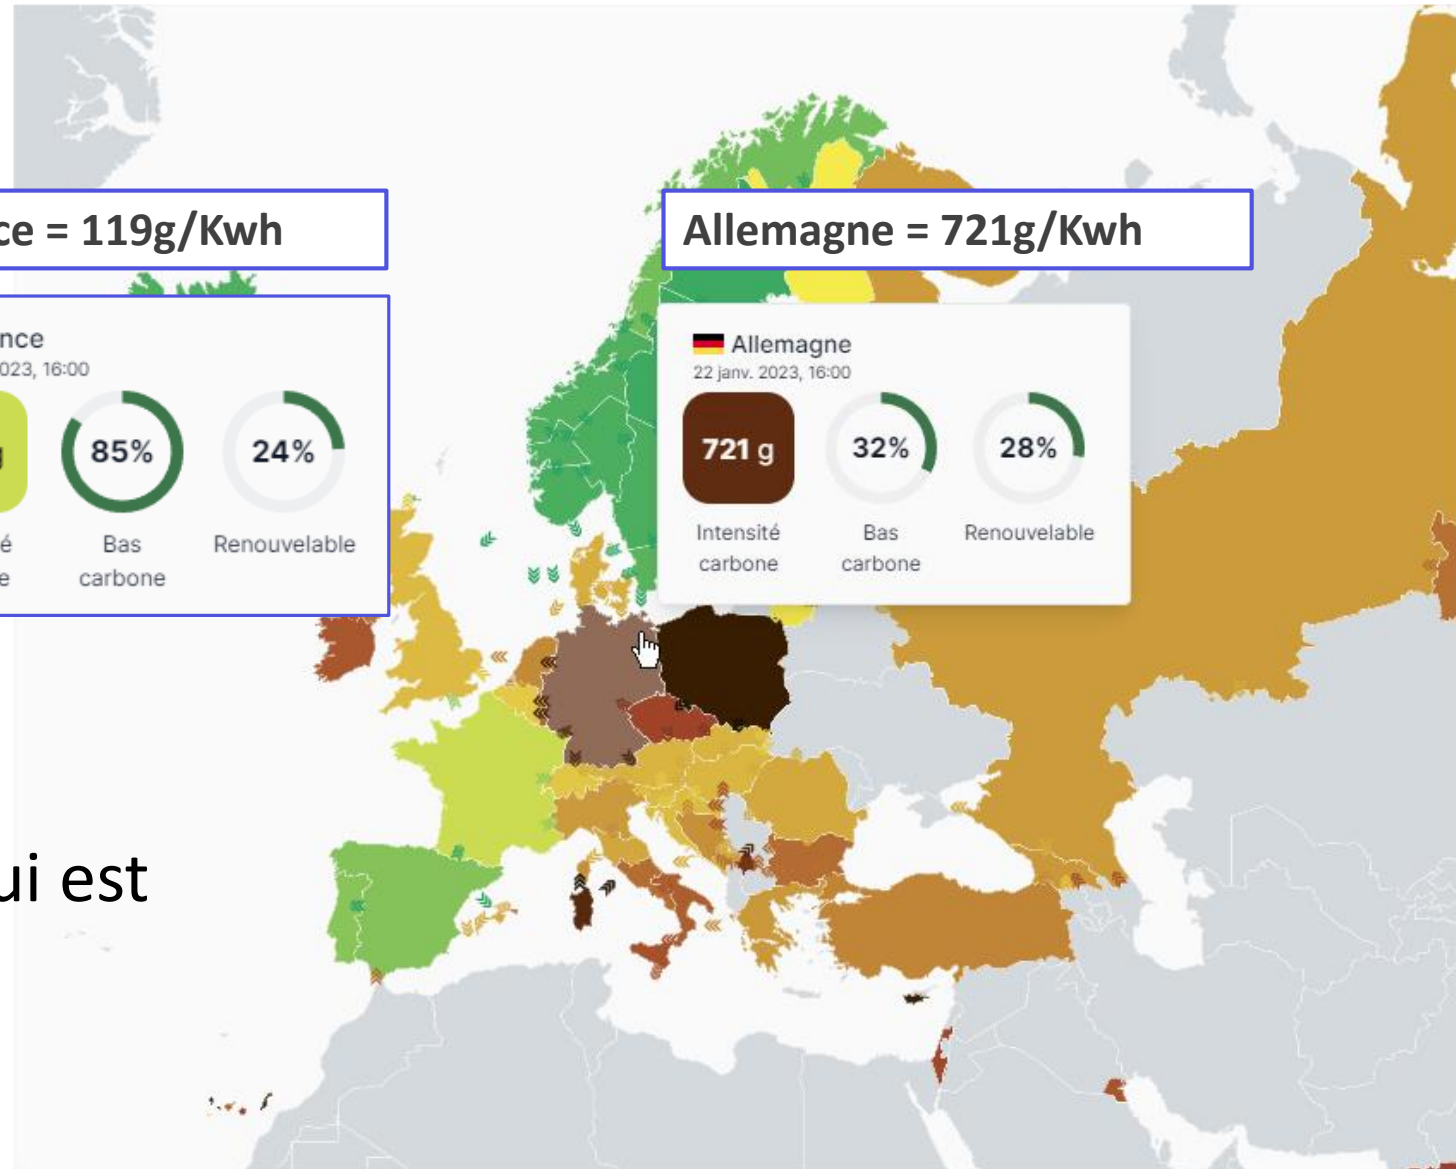 ce = 119g/Kwh
Allemagne = 721g/Kwh
nce
023, 16:00
g
85%
24%
é
e
Bas
carbone
Renouvelable
Allemagne
22 janv. 2023, 16:00
721 g
32%
28%
Intensité
carbone
Bas
carbone
Renouvelable
ui est